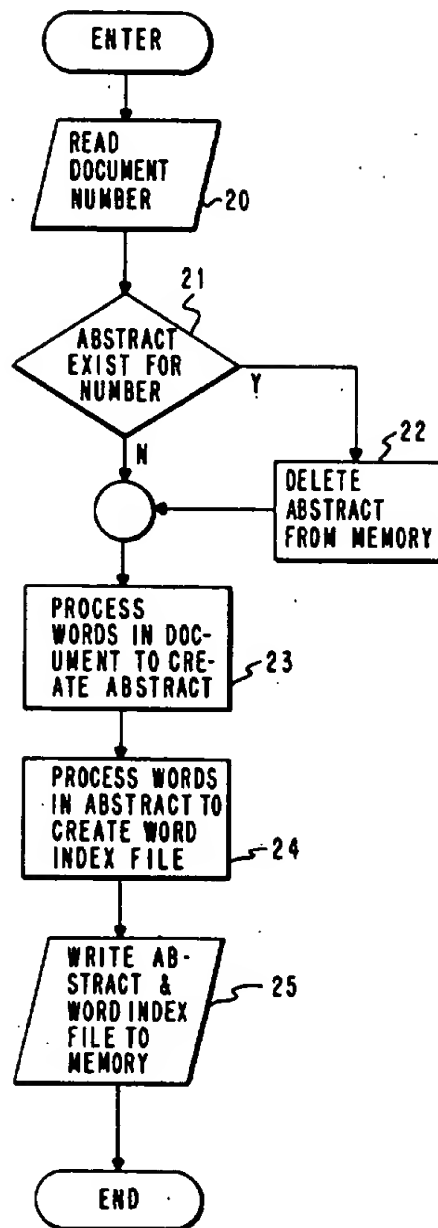 ENTER
READ
DOCUMENT
NUMBER
20
21
ABSTRACT
EXIST FOR
NUMBER
Y
N
22
DELETE
ABSTRACT
FROM MEMORY
PROCESS
WORDS IN DOC-
UMENT TO CRE-
ATE ABSTRACT
23
PROCESS WORDS
IN ABSTRACT TO
CREATE WORD
INDEX FILE
24
WRITE AB-
STRACT &
WORD INDEX
FILE TO
MEMORY
25
END